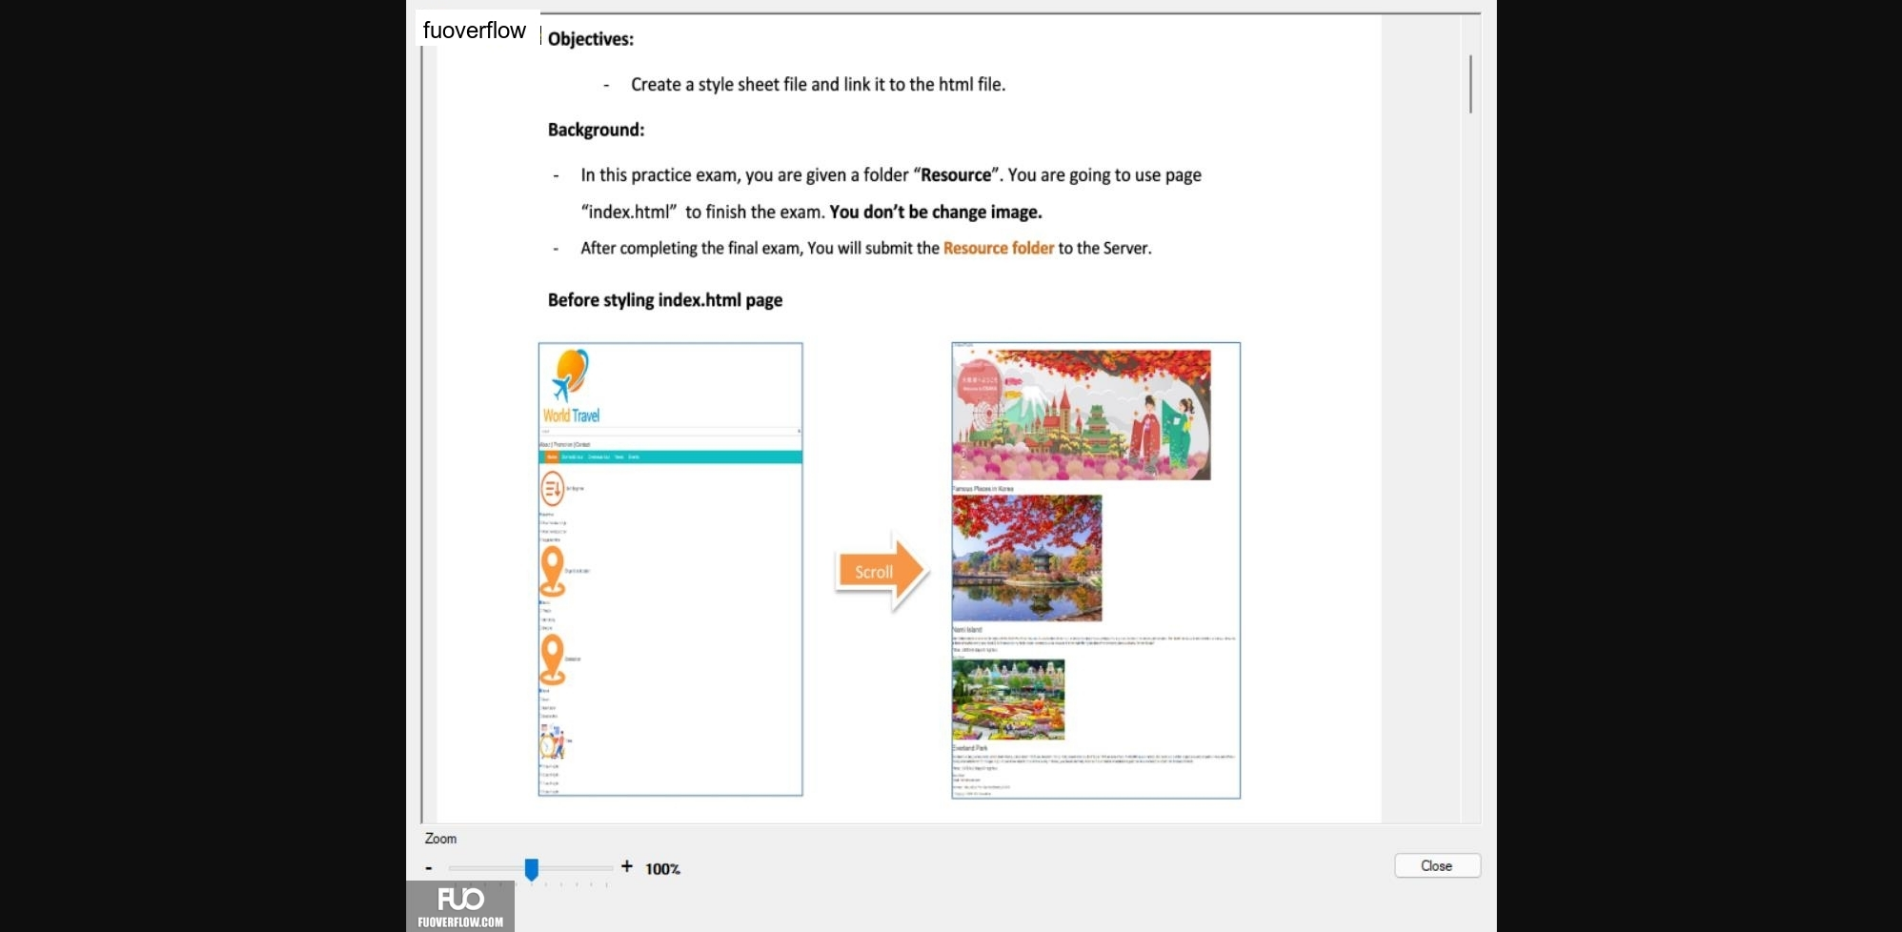 fuoverflow
Objectives:
- Create a style sheet file and link it to the html file.
Background:
- In this practice exam, you are given a folder “Resource”. You are going to use page
“index.html” to finish the exam. You don’t be change image.
- After completing the final exam, You will submit the Resource folder to the Server.
Before styling index.html page
World Travel
Home
Scroll
Famous Places in Korea
Nami Island
Everland Park
Zoom
- + 100%
Close
FUO
FUOVERFLOW.COM